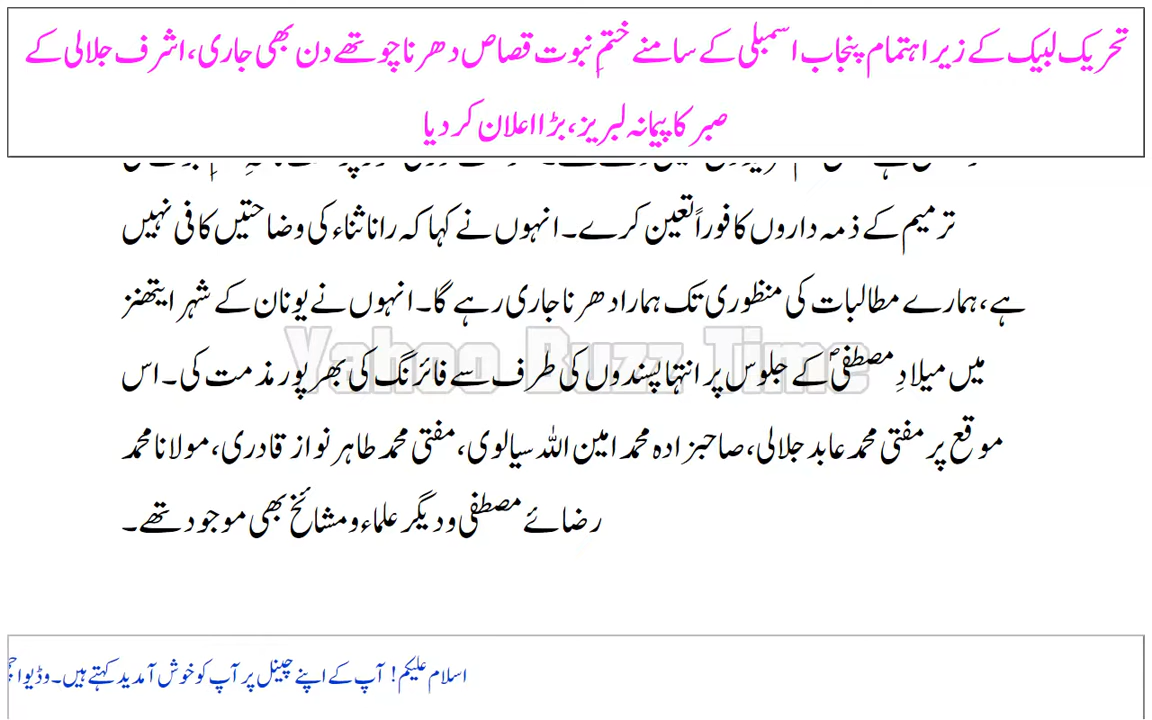 تحریک لبیک کے زیر اہتمام پنجاب اسمبلی کے سامنے ختمِ نبوت قصاص دھرنا چوتھے دن بھی جاری، اشرف جلالی کے
صبر کا پیمانہ لبریز، بڑا اعلان کر دیا
ترمیم کے ذمہ داروں کا فوراً تعین کرے۔ انہوں نے کہا کہ رانا ثناء کی وضاحتیں کافی نہیں
ہے، ہمارے مطالبات کی منظوری تک ہمارا دھرنا جاری رہے گا۔ انہوں نے یونان کے شہر ایتھنز
Yahoo Buzz Time
میں میلادِ مصطفیٰؐ کے جلوس پر انتہا پسندوں کی طرف سے فائرنگ کی بھرپور مذمت کی۔ اس
موقع پر مفتی محمد عابد جلالی، صاحبزادہ محمد امین اللہ سیالوی، مفتی محمد طاہر نواز قادری، مولانا محمد
رضائے مصطفی و دیگر علماء و مشائخ بھی موجود تھے۔
اسلام علیکم! آپ کے اپنے چینل پر آپ کو خوش آمدید کہتے ہیں۔ وڈیو